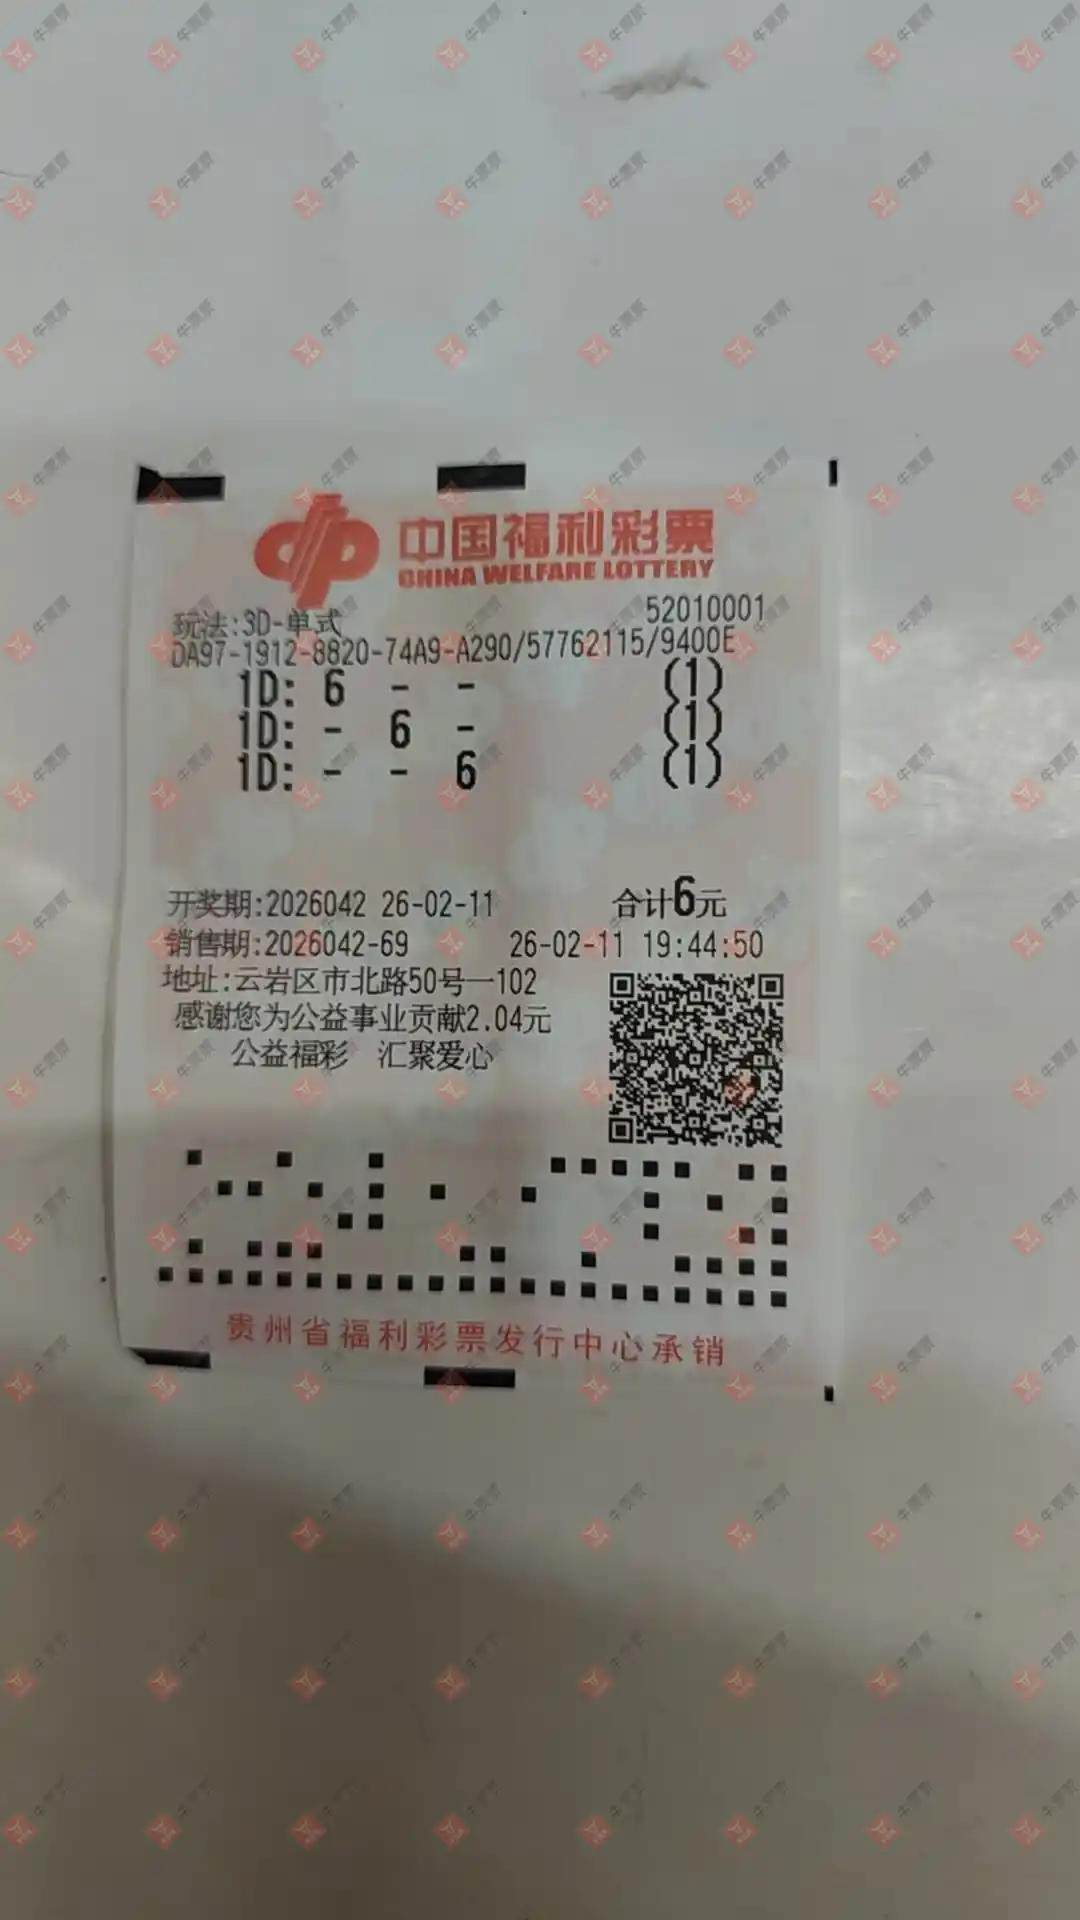 中国福利彩票
CHINA WELFARE LOTTERY
52010001
玩法:3D-单式
DA97-1912-8820-74A9-A290/57762115/9400E
1D: 6 - - (1)
1D: - 6 - (1)
1D: - - 6 (1)
开奖期:2026042 26-02-11 合计6元
销售期:2026042-69 26-02-11 19:44:50
地址:云岩区市北路50号一102
感谢您为公益事业贡献2.04元
公益福彩 汇聚爱心
贵州省福利彩票发行中心承销
牛票票